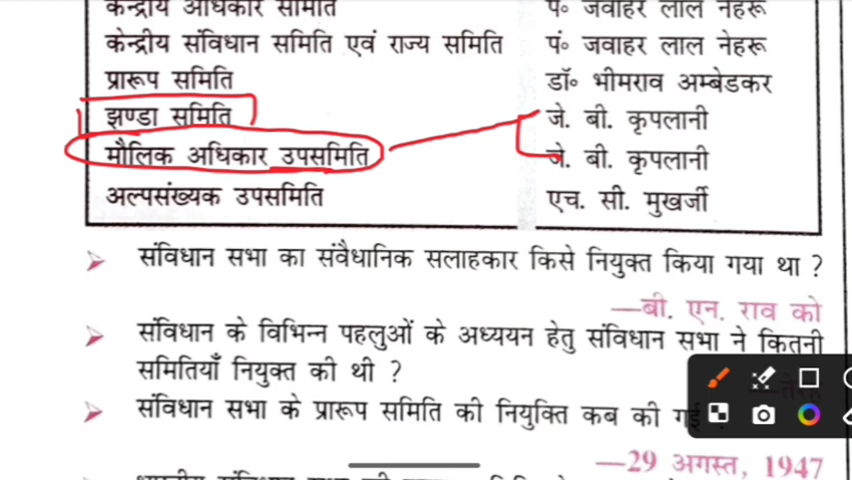 केन्द्रीय अधिकार समिति पं० जवाहर लाल नेहरू
केन्द्रीय संविधान समिति एवं राज्य समिति पं० जवाहर लाल नेहरू
प्रारूप समिति डॉ० भीमराव अम्बेडकर
झण्डा समिति जे. बी. कृपलानी
मौलिक अधिकार उपसमिति जे. बी. कृपलानी
अल्पसंख्यक उपसमिति एच. सी. मुखर्जी
संविधान सभा का संवैधानिक सलाहकार किसे नियुक्त किया गया था ?
—बी. एन. राव को
संविधान के विभिन्न पहलुओं के अध्ययन हेतु संविधान सभा ने कितनी
समितियाँ नियुक्त की थी ?
संविधान सभा के प्रारूप समिति की नियुक्ति कब की
—29 अगस्त, 1947